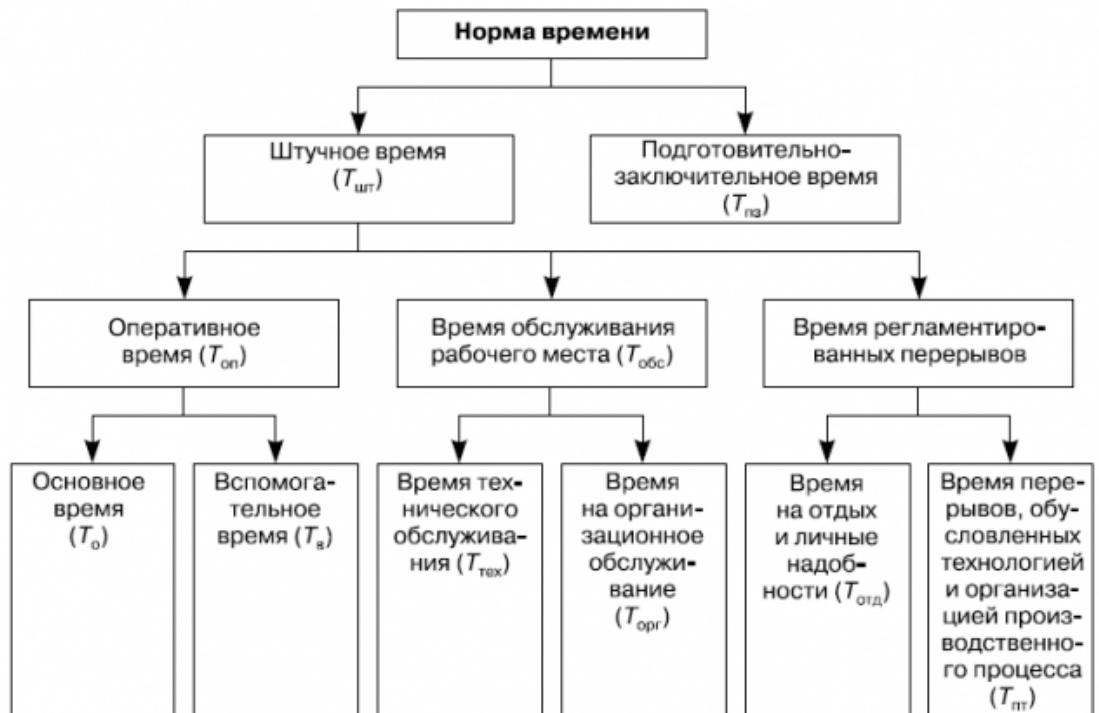 Норма времени
Штучное время
(Tшт)
Подготовительно-
заключительное время
(Tпз)
Оперативное
время (Tоп)
Время обслуживания
рабочего места (Tобс)
Время регламентиро-
ванных перерывов
Основное
время
(Tо)
Вспомога-
тельное
время (Tв)
Время тех-
нического
обслужива-
ния (Tтех)
Время
на органи-
зационное
обслужи-
вание
(Tорг)
Время
на отдых
и личные
надоб-
ности (Tотд)
Время пере-
рывов, обу-
словленных
технологией
и организа-
цией произ-
водственно-
го процесса
(Tпт)